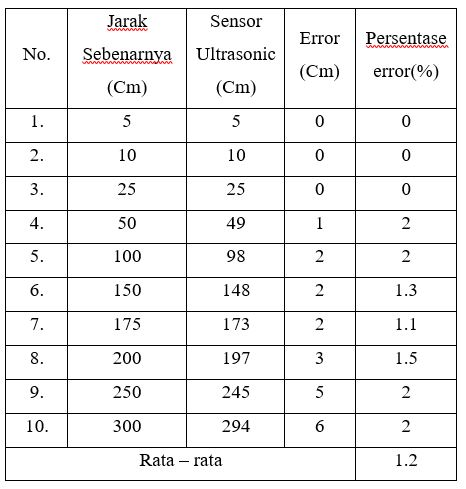 No. Jarak Sebenarnya (Cm) Sensor Ultrasonic (Cm) Error (Cm) Persentase error(%)
1. 5 5 0 0
2. 10 10 0 0
3. 25 25 0 0
4. 50 49 1 2
5. 100 98 2 2
6. 150 148 2 1.3
7. 175 173 2 1.1
8. 200 197 3 1.5
9. 250 245 5 2
10. 300 294 6 2
Rata – rata 1.2